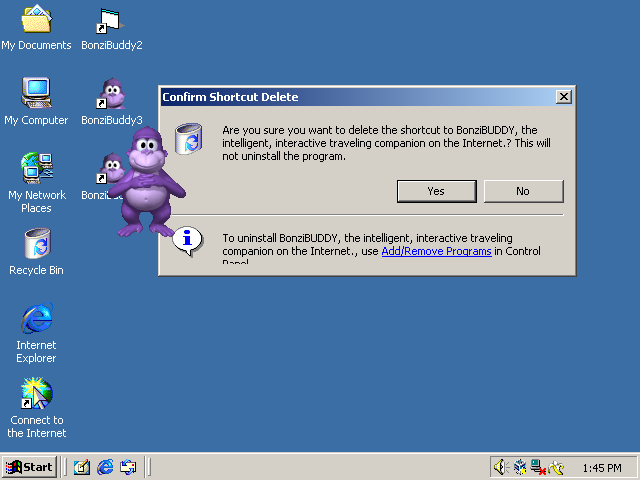 My Documents
BonziBuddy2
My Computer
BonziBuddy3
My Network
Places
Recycle Bin
Internet
Explorer
Connect to
the Internet
Confirm Shortcut Delete
Are you sure you want to delete the shortcut to BonziBUDDY, the
intelligent, interactive traveling companion on the Internet.? This will
not uninstall the program.
Yes
No
To uninstall BonziBUDDY, the intelligent, interactive traveling
companion on the Internet., use Add/Remove Programs in Control
Panel
Start
1:45 PM